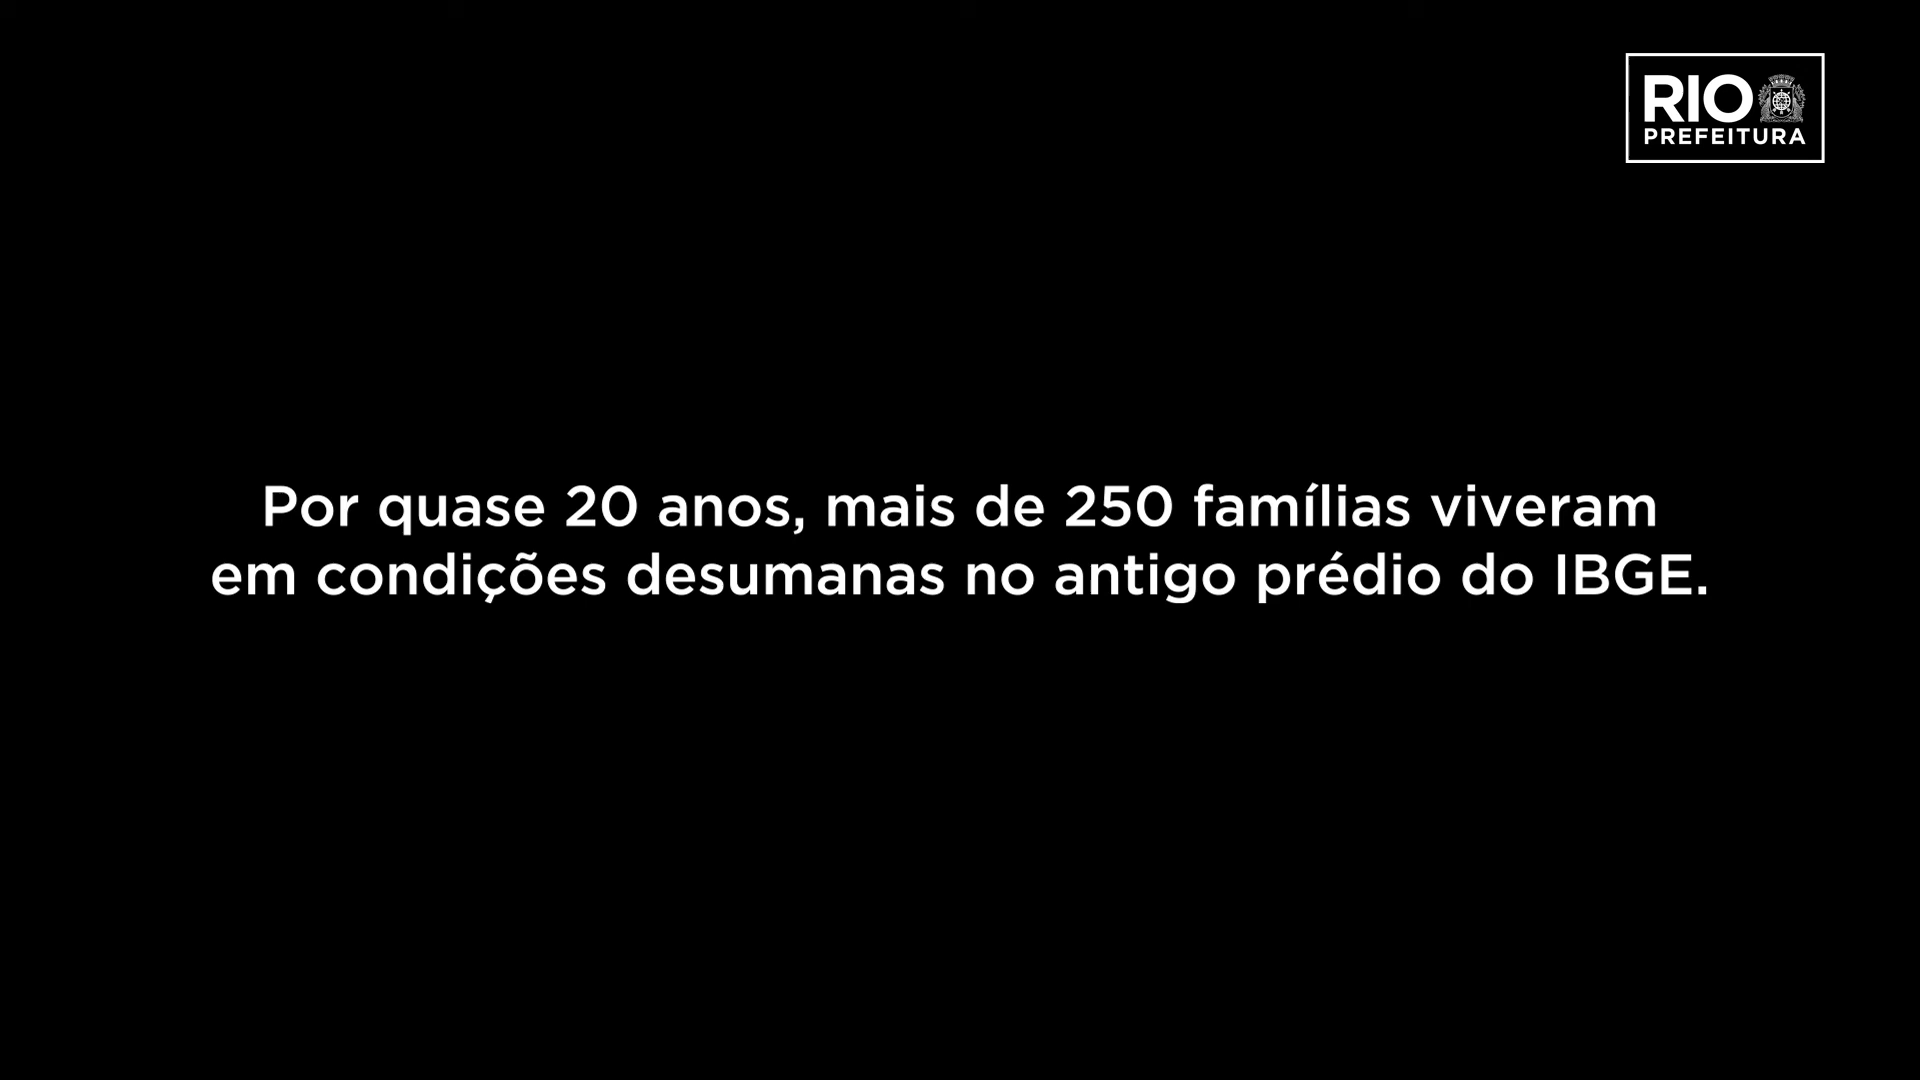 RIO
PREFEITURA
Por quase 20 anos, mais de 250 famílias viveram
em condições desumanas no antigo prédio do IBGE.